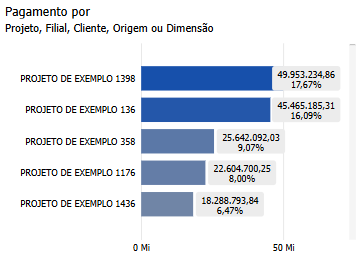 Pagamento por
Projeto, Filial, Cliente, Origem ou Dimensão
PROJETO DE EXEMPLO 1398
49.953.234,86
17,67%
PROJETO DE EXEMPLO 136
45.465.185,31
16,09%
PROJETO DE EXEMPLO 358
25.642.092,03
9,07%
PROJETO DE EXEMPLO 1176
22.604.700,25
8,00%
PROJETO DE EXEMPLO 1436
18.288.793,84
6,47%
0 Mi
50 Mi